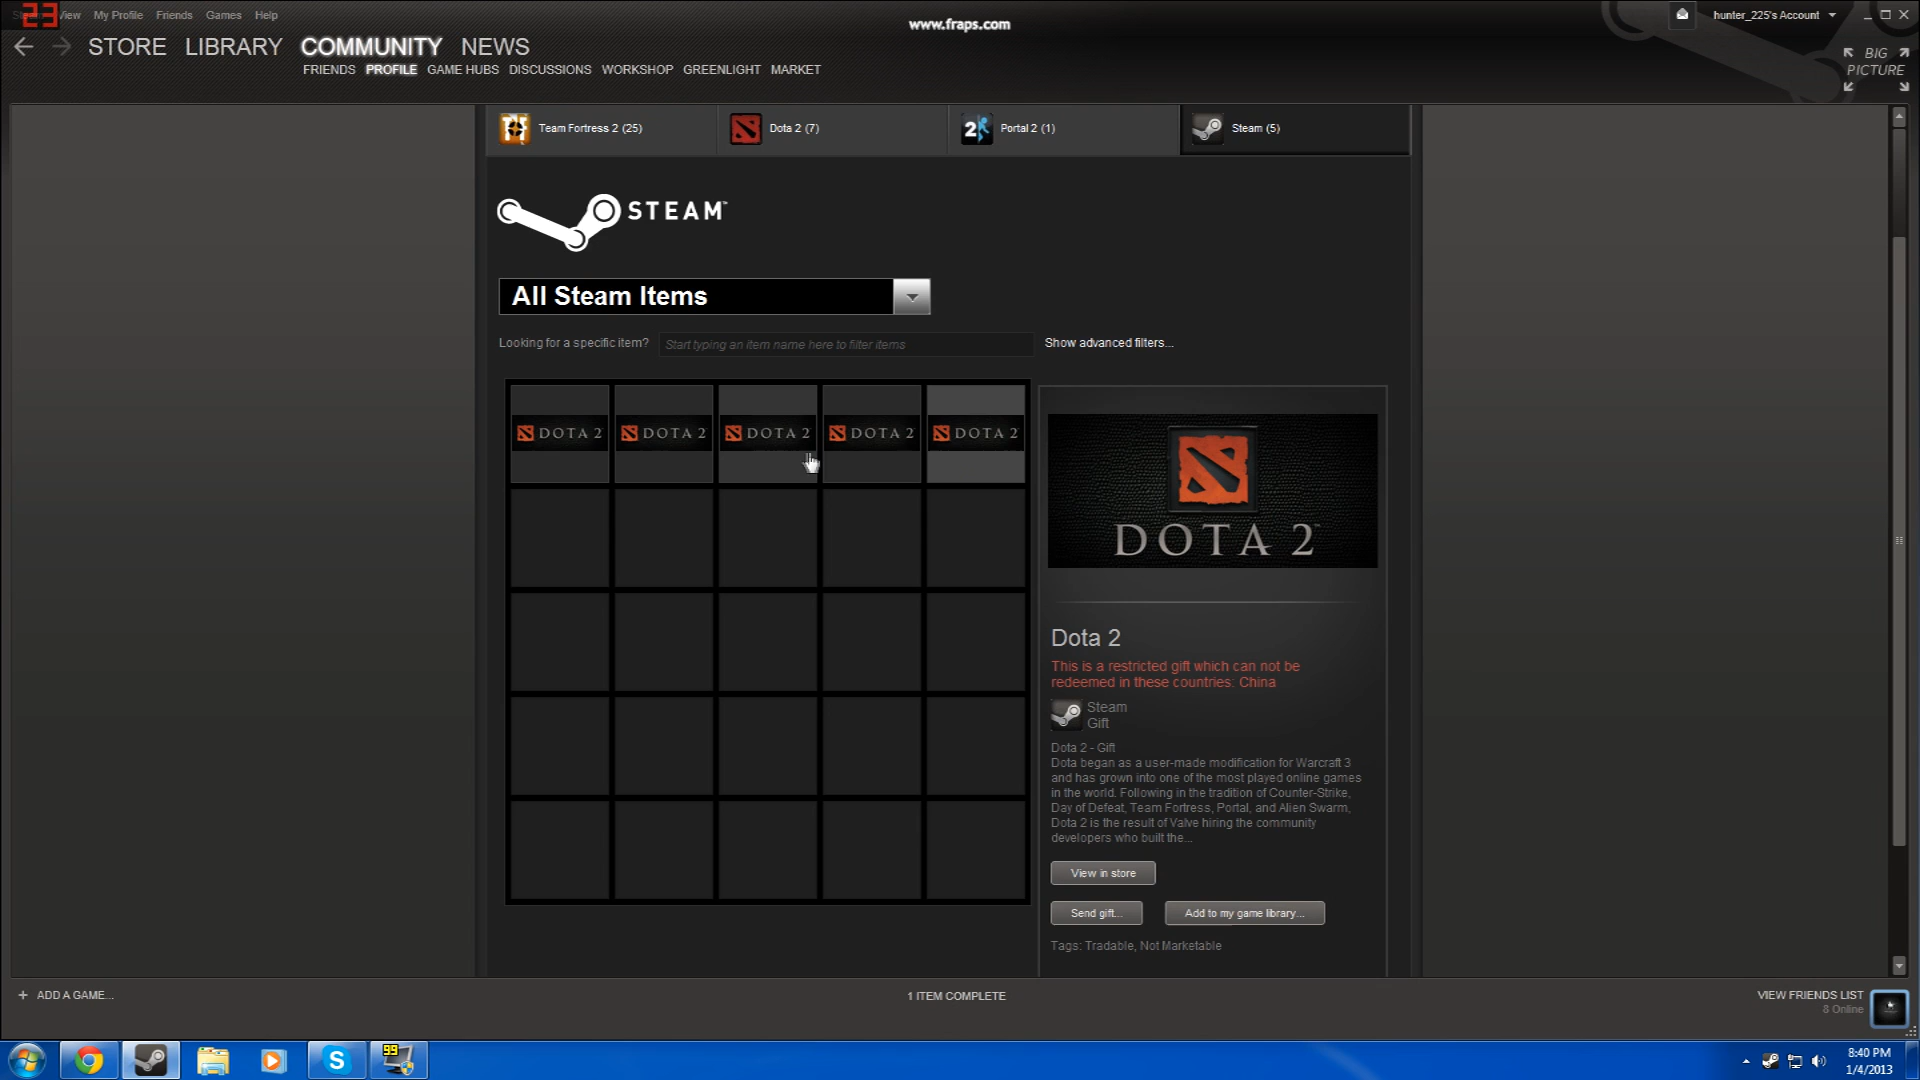 23
View My Profile Friends Games Help
www.fraps.com
hunter_225's Account
STORE LIBRARY COMMUNITY NEWS
BIG PICTURE
FRIENDS PROFILE GAME HUBS DISCUSSIONS WORKSHOP GREENLIGHT MARKET
Team Fortress 2 (25)
Dota 2 (7)
2
Portal 2 (1)
Steam (5)
STEAM™
All Steam Items
Looking for a specific item?
Start typing an item name here to filter items
Show advanced filters...
DOTA 2 DOTA 2 DOTA 2 DOTA 2 DOTA 2
DOTA 2™
Dota 2
This is a restricted gift which can not be
redeemed in these countries: China
Steam
Gift
Dota 2 - Gift
Dota began as a user-made modification for Warcraft 3
and has grown into one of the most played online games
in the world. Following in the tradition of Counter-Strike,
Day of Defeat, Team Fortress, Portal, and Alien Swarm,
Dota 2 is the result of Valve hiring the community
developers who built the...
View in store
Send gift...
Add to my game library...
Tags: Tradable, Not Marketable
+ ADD A GAME...
1 ITEM COMPLETE
VIEW FRIENDS LIST
8 Online
99
8:40 PM
1/4/2013